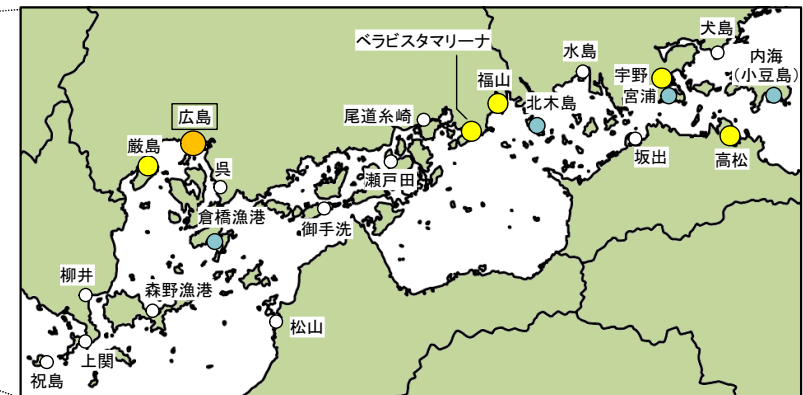 犬島
ベラビスタマリーナ
水島
内海
(小豆島)
宇野
宮浦
福山
北木島
尾道糸崎
広島
厳島
呉
瀬戸田
坂出
高松
倉橋漁港
御手洗
柳井
森野漁港
松山
上関
祝島